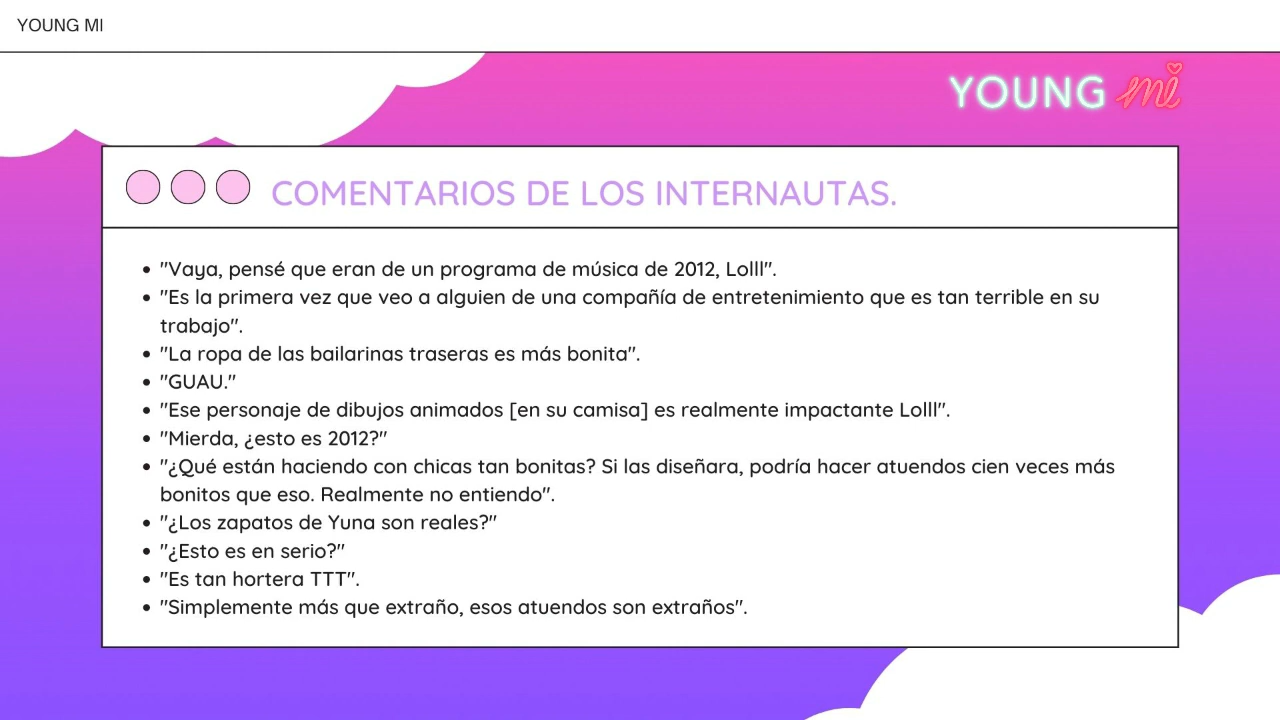 YOUNG MI
YOUNG mi
COMENTARIOS DE LOS INTERNAUTAS.
• "Vaya, pensé que eran de un programa de música de 2012, Lolll".
• "Es la primera vez que veo a alguien de una compañía de entretenimiento que es tan terrible en su
trabajo".
• "La ropa de las bailarinas traseras es más bonita".
• "GUAU."
• "Ese personaje de dibujos animados [en su camisa] es realmente impactante Lolll".
• "Mierda, ¿esto es 2012?"
• "¿Qué están haciendo con chicas tan bonitas? Si las diseñara, podría hacer atuendos cien veces más
bonitos que eso. Realmente no entiendo".
• "¿Los zapatos de Yuna son reales?"
• "¿Esto es en serio?"
• "Es tan hortera TTT".
• "Simplemente más que extraño, esos atuendos son extraños".